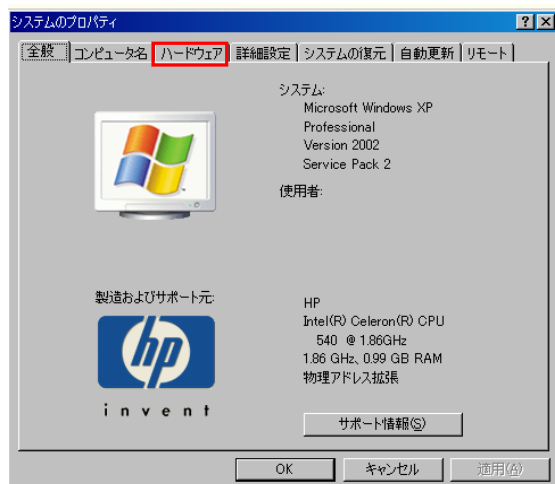 システムのプロパティ
全般 コンピュータ名 ハードウェア 詳細設定 システムの復元 自動更新 リモート
システム:
Microsoft Windows XP
Professional
Version 2002
Service Pack 2
使用者:
製造およびサポート元:
hp
invent
HP
Intel(R) Celeron(R) CPU
540 @ 1.86GHz
1.86 GHz、0.99 GB RAM
物理アドレス拡張
サポート情報(S)
OK キャンセル 適用(A)